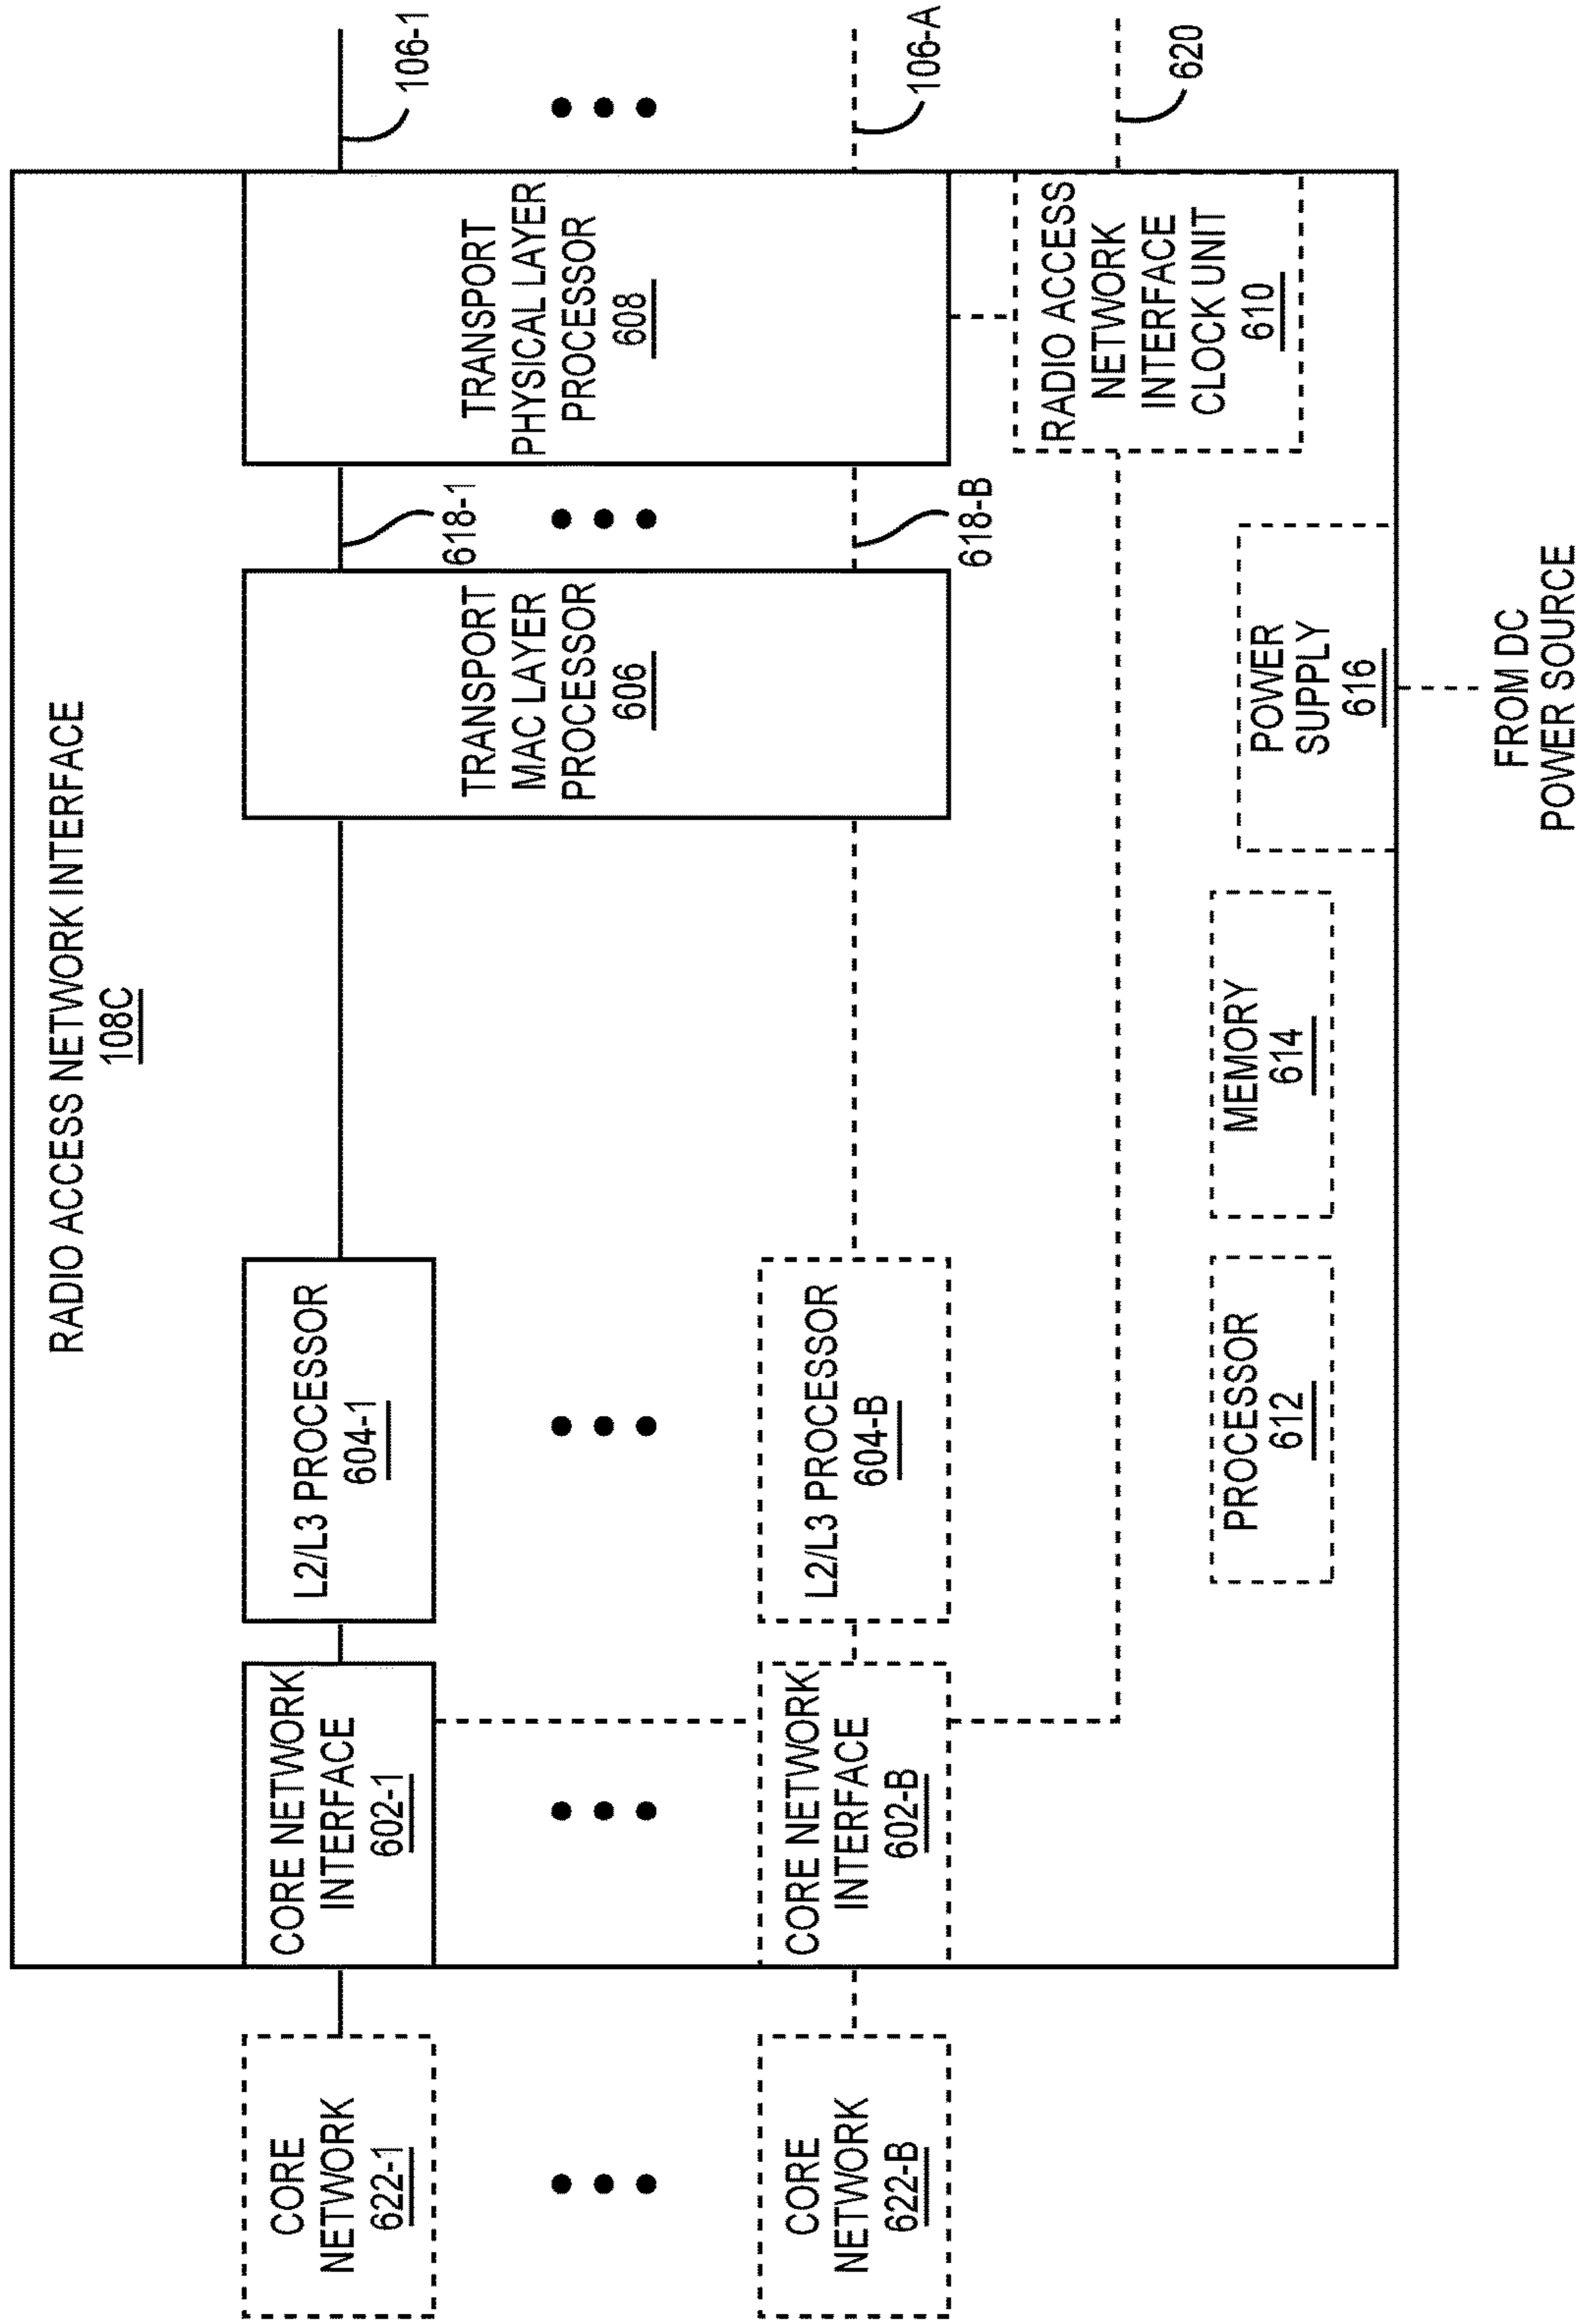 RADIO ACCESS NETWORK INTERFACE
108C
CORE
NETWORK
622-1
CORE NETWORK
INTERFACE
602-1
L2/L3 PROCESSOR
604-1
TRANSPORT
MAC LAYER
PROCESSOR
606
618-1
TRANSPORT
PHYSICAL LAYER
PROCESSOR
608
106-1
CORE
NETWORK
622-B
CORE NETWORK
INTERFACE
602-B
L2/L3 PROCESSOR
604-B
618-B
106-A
RADIO ACCESS
NETWORK
INTERFACE
CLOCK UNIT
610
620
PROCESSOR
612
MEMORY
614
POWER
SUPPLY
616
FROM DC
POWER SOURCE